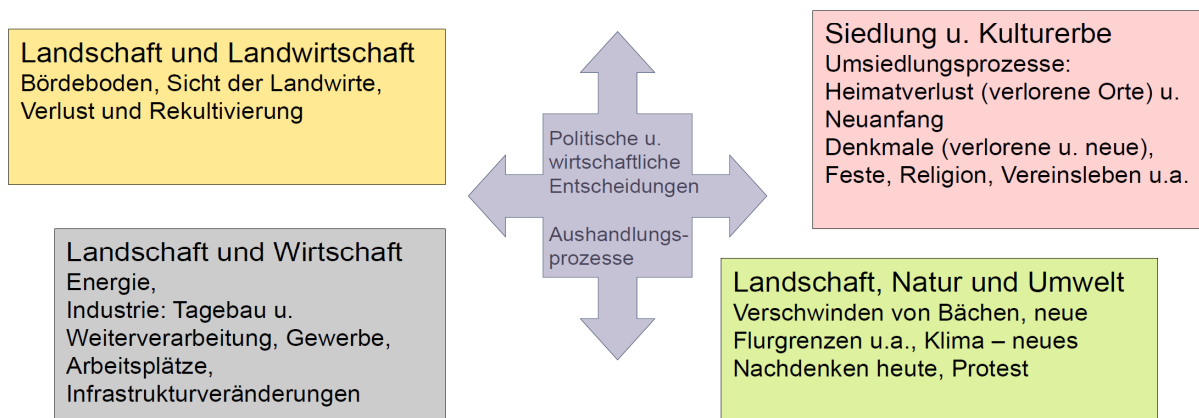 Landschaft und Landwirtschaft
Bördeboden, Sicht der Landwirte,
Verlust und Rekultivierung
Siedlung u. Kulturerbe
Umsiedlungsprozesse:
Heimatverlust (verlorene Orte) u.
Neuanfang
Denkmale (verlorene u. neue),
Feste, Religion, Vereinsleben u.a.
Politische u.
wirtschaftliche
Entscheidungen
Aushandlungs-
prozesse
Landschaft und Wirtschaft
Energie,
Industrie: Tagebau u.
Weiterverarbeitung, Gewerbe,
Arbeitsplätze,
Infrastrukturveränderungen
Landschaft, Natur und Umwelt
Verschwinden von Bächen, neue
Flurgrenzen u.a., Klima – neues
Nachdenken heute, Protest